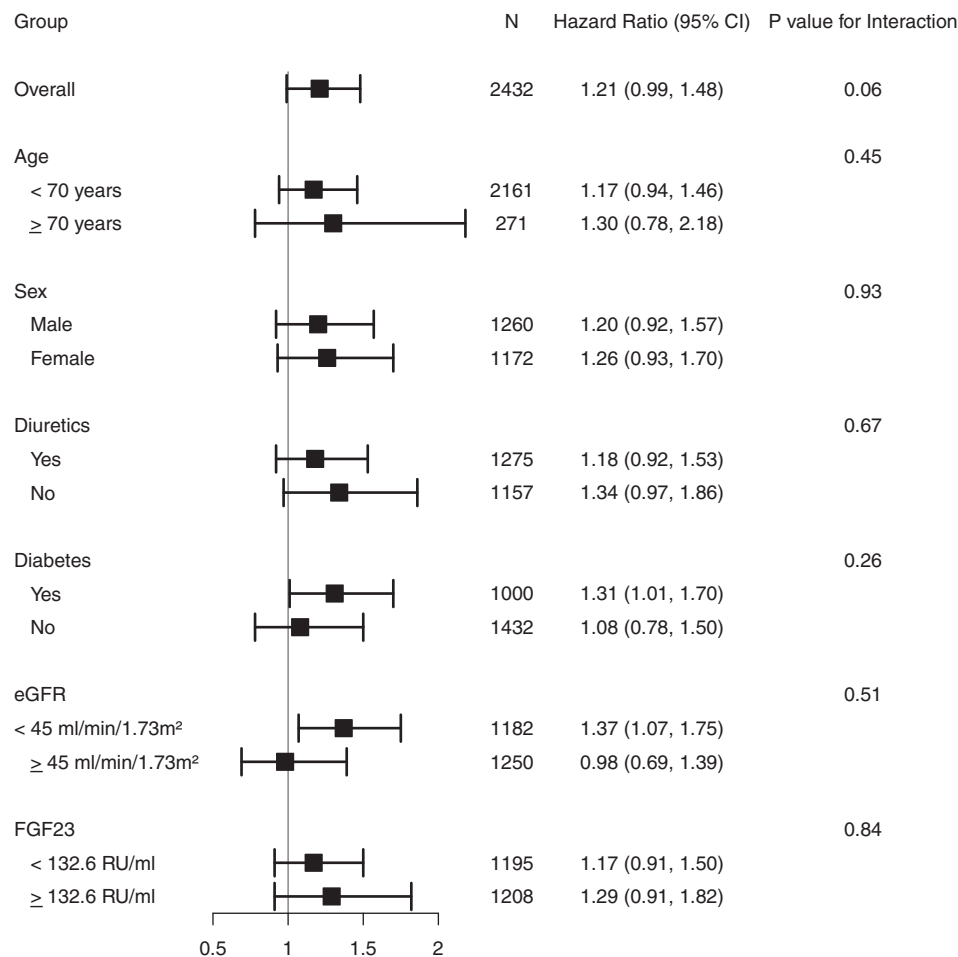 Group N Hazard Ratio (95% CI) P value for Interaction
Overall 2432 1.21 (0.99, 1.48) 0.06
Age 0.45
< 70 years 2161 1.17 (0.94, 1.46)
≥ 70 years 271 1.30 (0.78, 2.18)
Sex 0.93
Male 1260 1.20 (0.92, 1.57)
Female 1172 1.26 (0.93, 1.70)
Diuretics 0.67
Yes 1275 1.18 (0.92, 1.53)
No 1157 1.34 (0.97, 1.86)
Diabetes 0.26
Yes 1000 1.31 (1.01, 1.70)
No 1432 1.08 (0.78, 1.50)
eGFR 0.51
< 45 ml/min/1.73m² 1182 1.37 (1.07, 1.75)
≥ 45 ml/min/1.73m² 1250 0.98 (0.69, 1.39)
FGF23 0.84
< 132.6 RU/ml 1195 1.17 (0.91, 1.50)
≥ 132.6 RU/ml 1208 1.29 (0.91, 1.82)
0.5 1 1.5 2